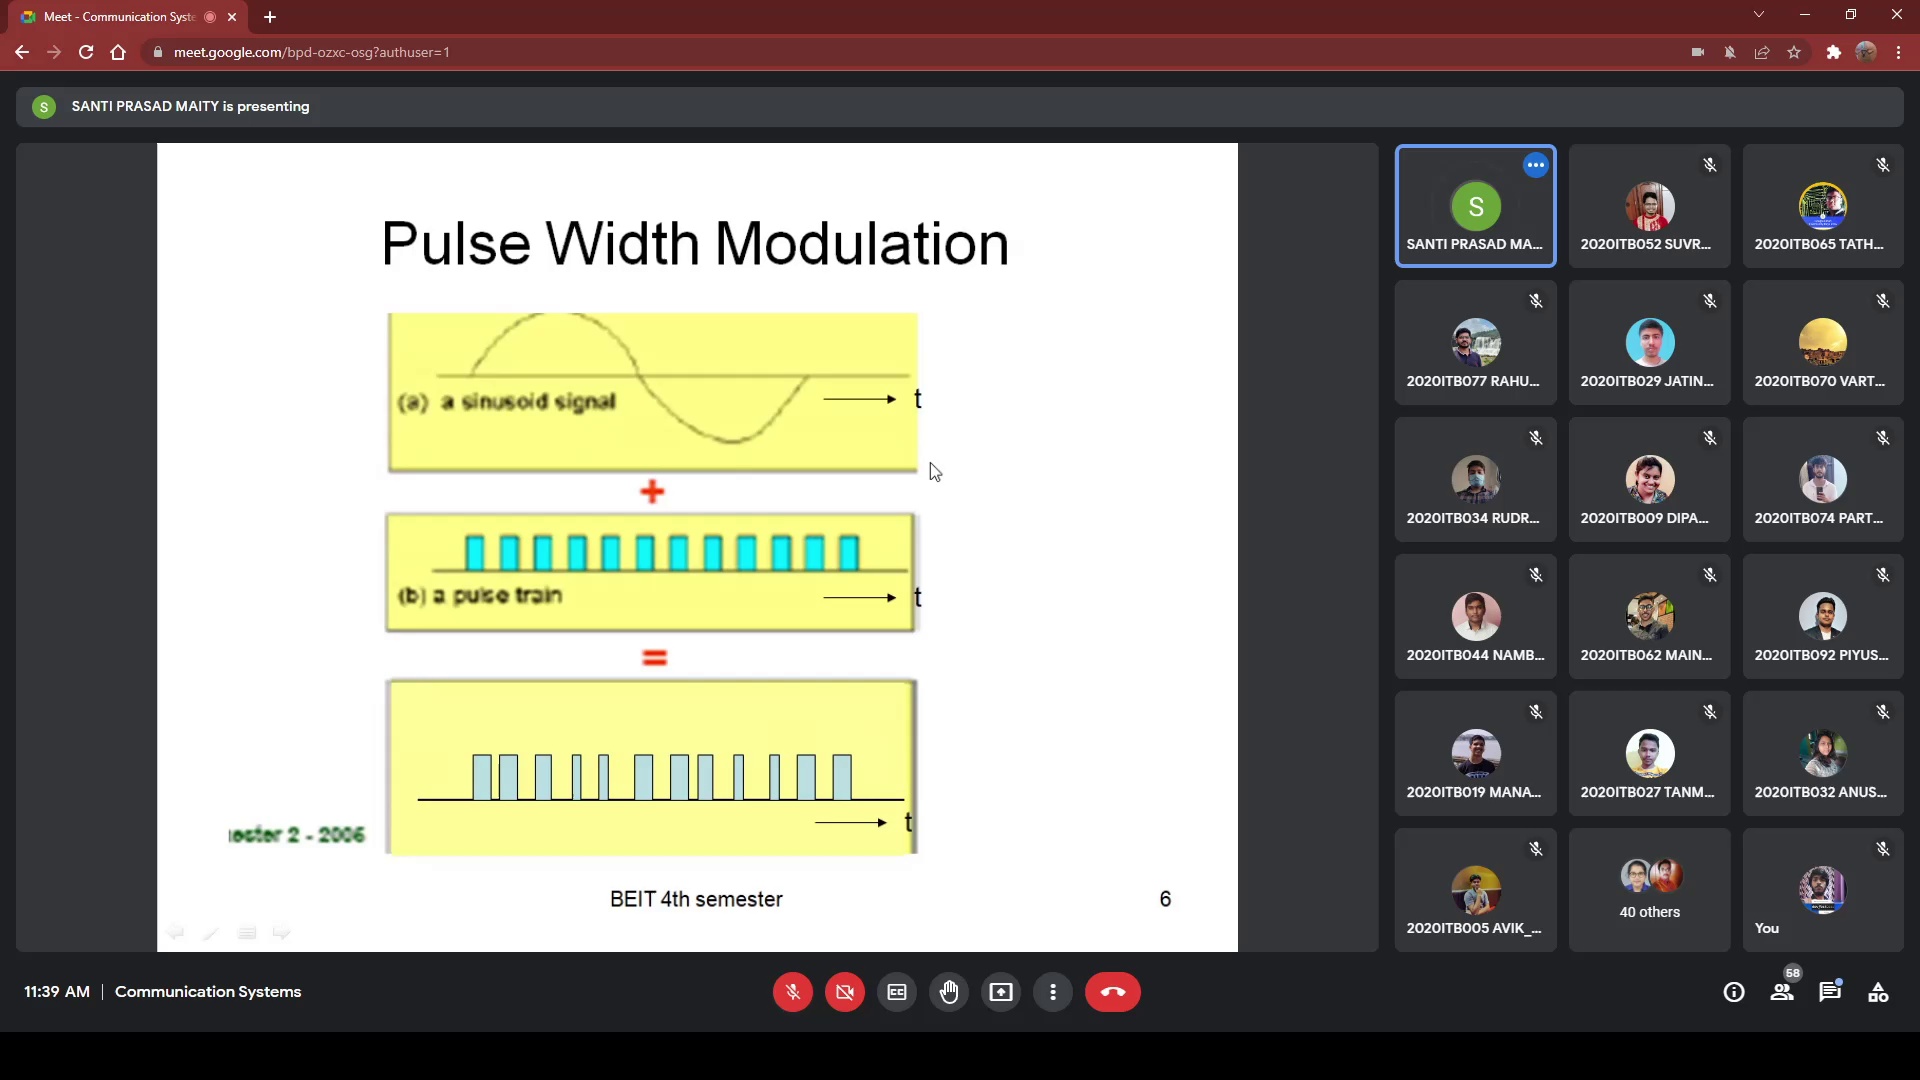 Meet - Communication Syste
meet.google.com/bpd-ozxc-osg?authuser=1
S
SANTI PRASAD MAITY is presenting
Pulse Width Modulation
(a) a sinusoid signal
t
+
(b) a pulse train
t
=
t
ester 2 - 2006
BEIT 4th semester
6
S
SANTI PRASAD MA...
2020ITB052 SUVR...
2020ITB065 TATH...
2020ITB077 RAHU...
2020ITB029 JATIN...
2020ITB070 VART...
2020ITB034 RUDR...
2020ITB009 DIPA...
2020ITB074 PART...
2020ITB044 NAMB...
2020ITB062 MAIN...
2020ITB092 PIYUS...
2020ITB019 MANA...
2020ITB027 TANM...
2020ITB032 ANUS...
2020ITB005 AVIK_...
40 others
You
11:39 AM | Communication Systems
58